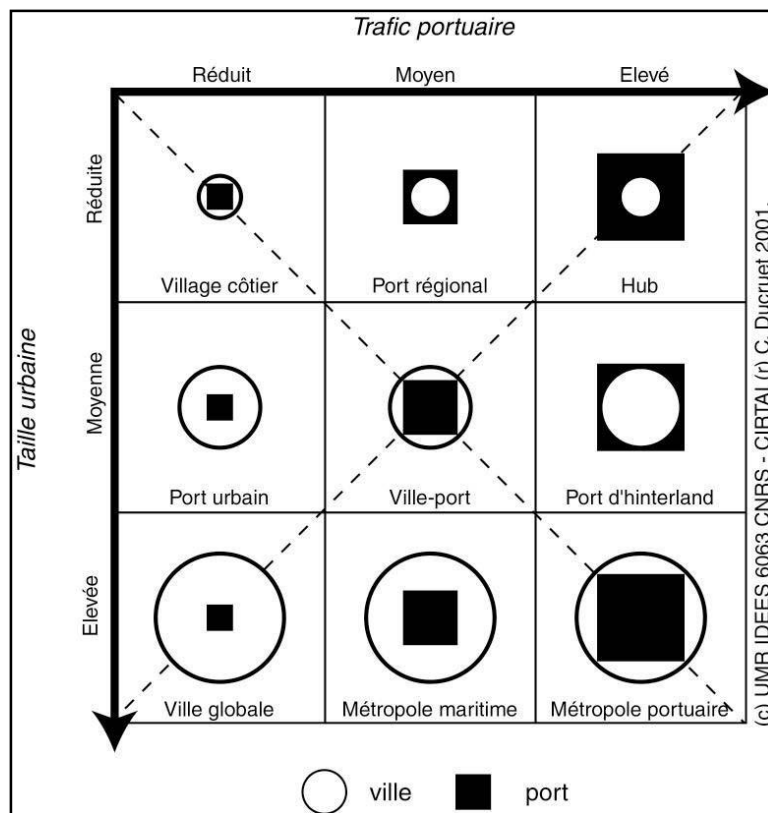 Trafic portuaire
Réduit
Moyen
Elevé
Taille urbaine
Réduite
Village côtier
Port régional
Hub
Moyenne
Port urbain
Ville-port
Port d'hinterland
Elevée
Ville globale
Métropole maritime
Métropole portuaire
ville
port
(c) UMR IDEES 6063 CNRS - CIRTAI (r) C. Ducruet 2001.